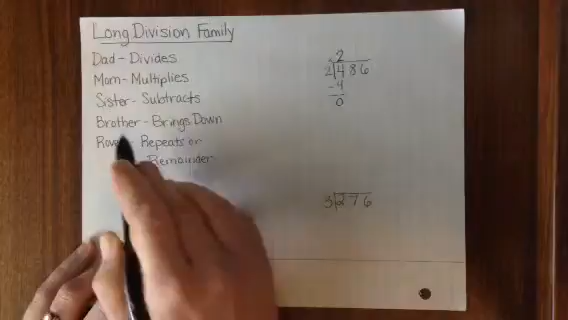 Long Division Family
Dad - Divides
Mom - Multiplies
Sister - Subtracts
Brother - Brings Down
Repeats or
Remainder
2
2 486
-4
0
3 276